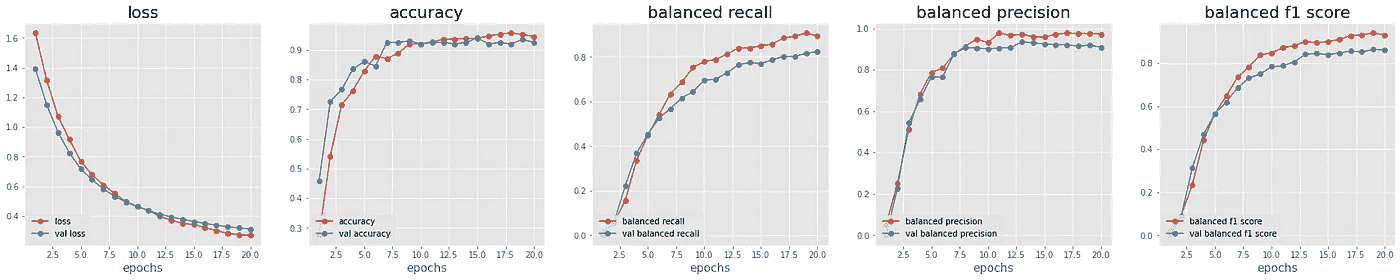 loss
1.6
1.4
1.2
1.0
0.8
0.6
0.4
loss
val loss
5.0 10.0 15.0 20.0
2.5 7.5 12.5 17.5
epochs
accuracy
0.9
0.8
0.7
0.6
0.5
0.4
0.3
accuracy
val accuracy
2.5 5.0 7.5 10.0 12.5 15.0 17.5 20.0
epochs
balanced recall
0.8
0.6
0.4
0.2
0.0
balanced recall
val balanced recall
2.5 5.0 7.5 10.0 12.5 15.0 17.5 20.0
epochs
balanced precision
1.0
0.8
0.6
0.4
0.2
0.0
balanced precision
val balanced precision
2.5 5.0 7.5 10.0 12.5 15.0 17.5 20.0
epochs
balanced f1 score
0.8
0.6
0.4
0.2
0.0
balanced f1 score
val balanced f1 score
2.5 5.0 7.5 10.0 12.5 15.0 17.5 20.0
epochs